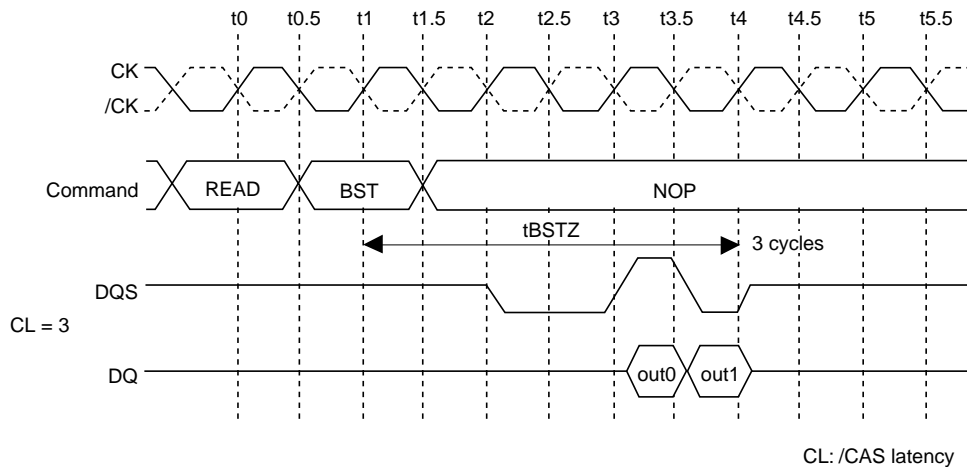 t0 t0.5 t1 t1.5 t2 t2.5 t3 t3.5 t4 t4.5 t5 t5.5
CK
/CK
Command READ BST NOP
tBSTZ 3 cycles
DQS
CL = 3
DQ out0 out1
CL: /CAS latency